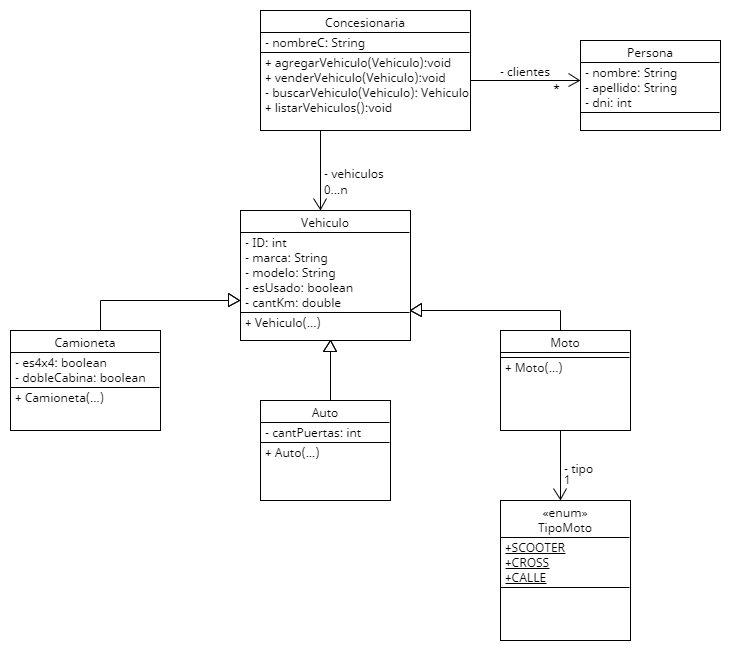 Concesionaria
- nombreC: String
+ agregarVehiculo(Vehiculo):void
+ venderVehiculo(Vehiculo):void
- buscarVehiculo(Vehiculo): Vehiculo
+ listarVehiculos():void
- clientes
*
Persona
- nombre: String
- apellido: String
- dni: int
- vehiculos
0...n
Vehiculo
- ID: int
- marca: String
- modelo: String
- esUsado: boolean
- cantKm: double
+ Vehiculo(...)
Camioneta
- es4x4: boolean
- dobleCabina: boolean
+ Camioneta(...)
Auto
- cantPuertas: int
+ Auto(...)
Moto
+ Moto(...)
- tipo
1
«enum»
TipoMoto
+SCOOTER
+CROSS
+CALLE